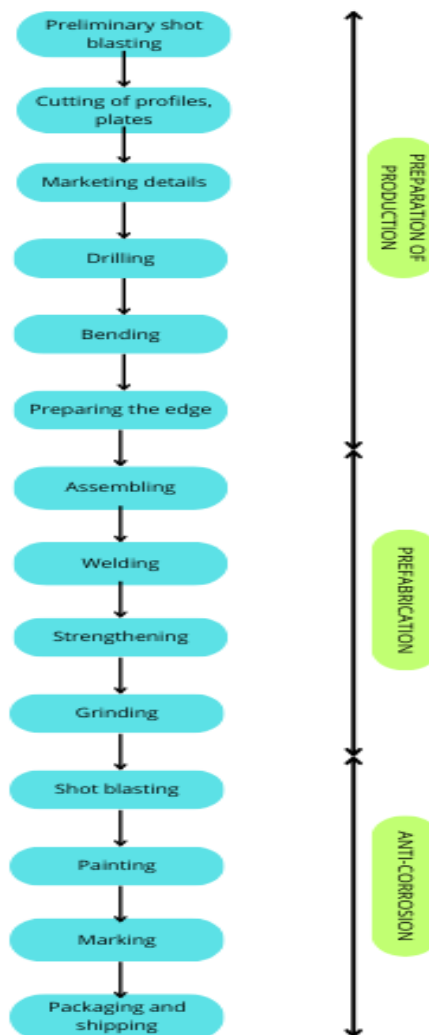 Preliminary shot
blasting
Cutting of profiles,
plates
Marketing details
Drilling
Bending
Preparing the edge
PREPARATION OF
PRODUCTION
Assembling
Welding
Strengthening
Grinding
PREFABRICATION
Shot blasting
Painting
Marking
Packaging and
shipping
ANTI-CORROSION